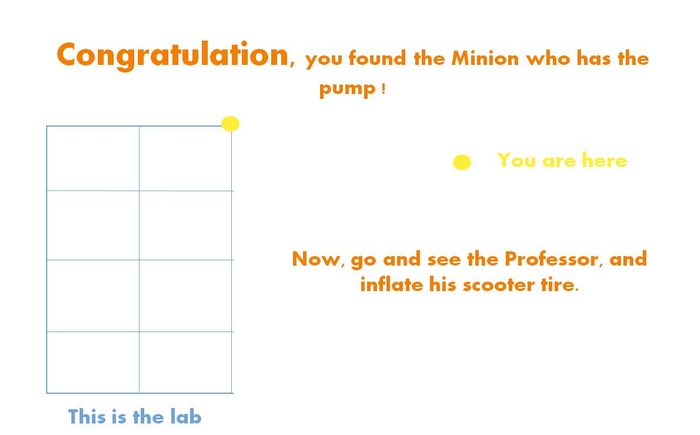 Congratulation, you found the Minion who has the
pump !
You are here
Now, go and see the Professor, and
inflate his scooter tire.
This is the lab